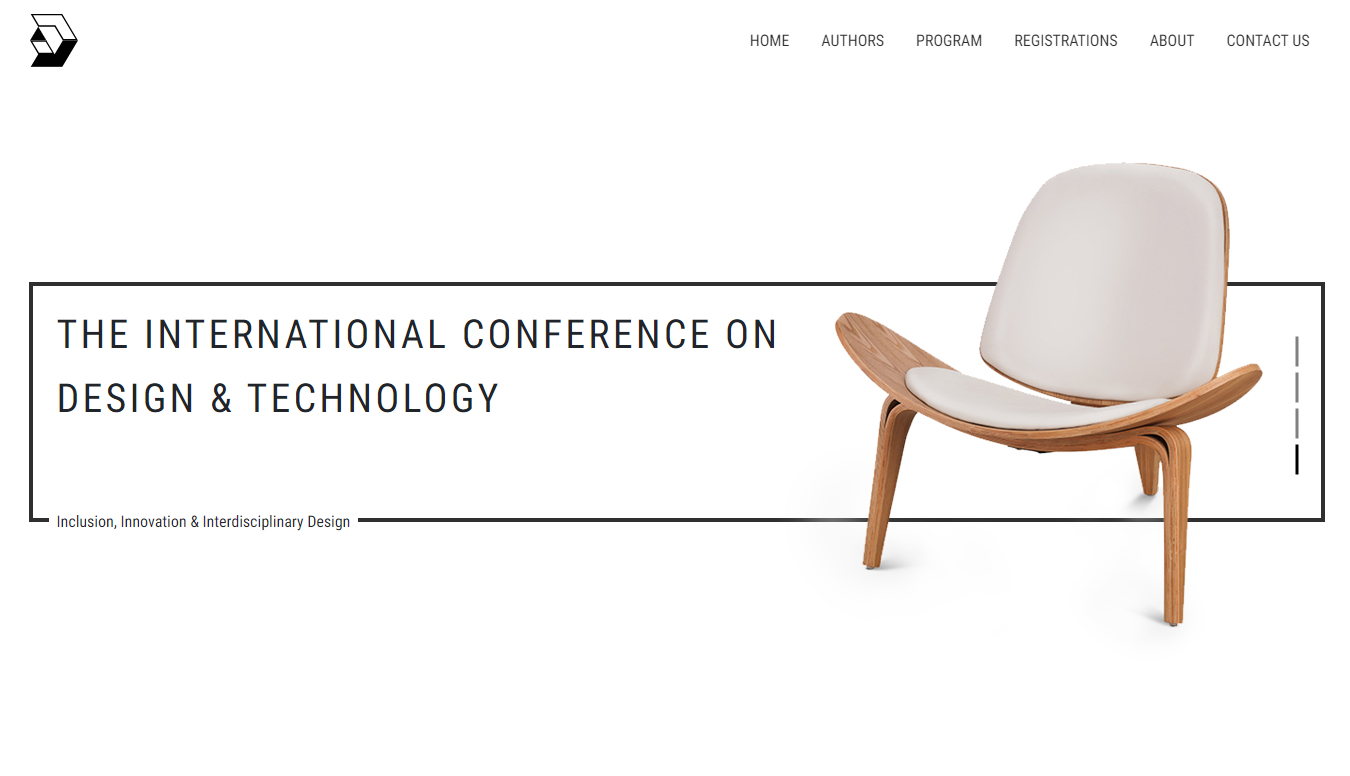 HOME
AUTHORS
PROGRAM
REGISTRATIONS
ABOUT
CONTACT US
THE INTERNATIONAL CONFERENCE ON
DESIGN & TECHNOLOGY
Inclusion, Innovation & Interdisciplinary Design